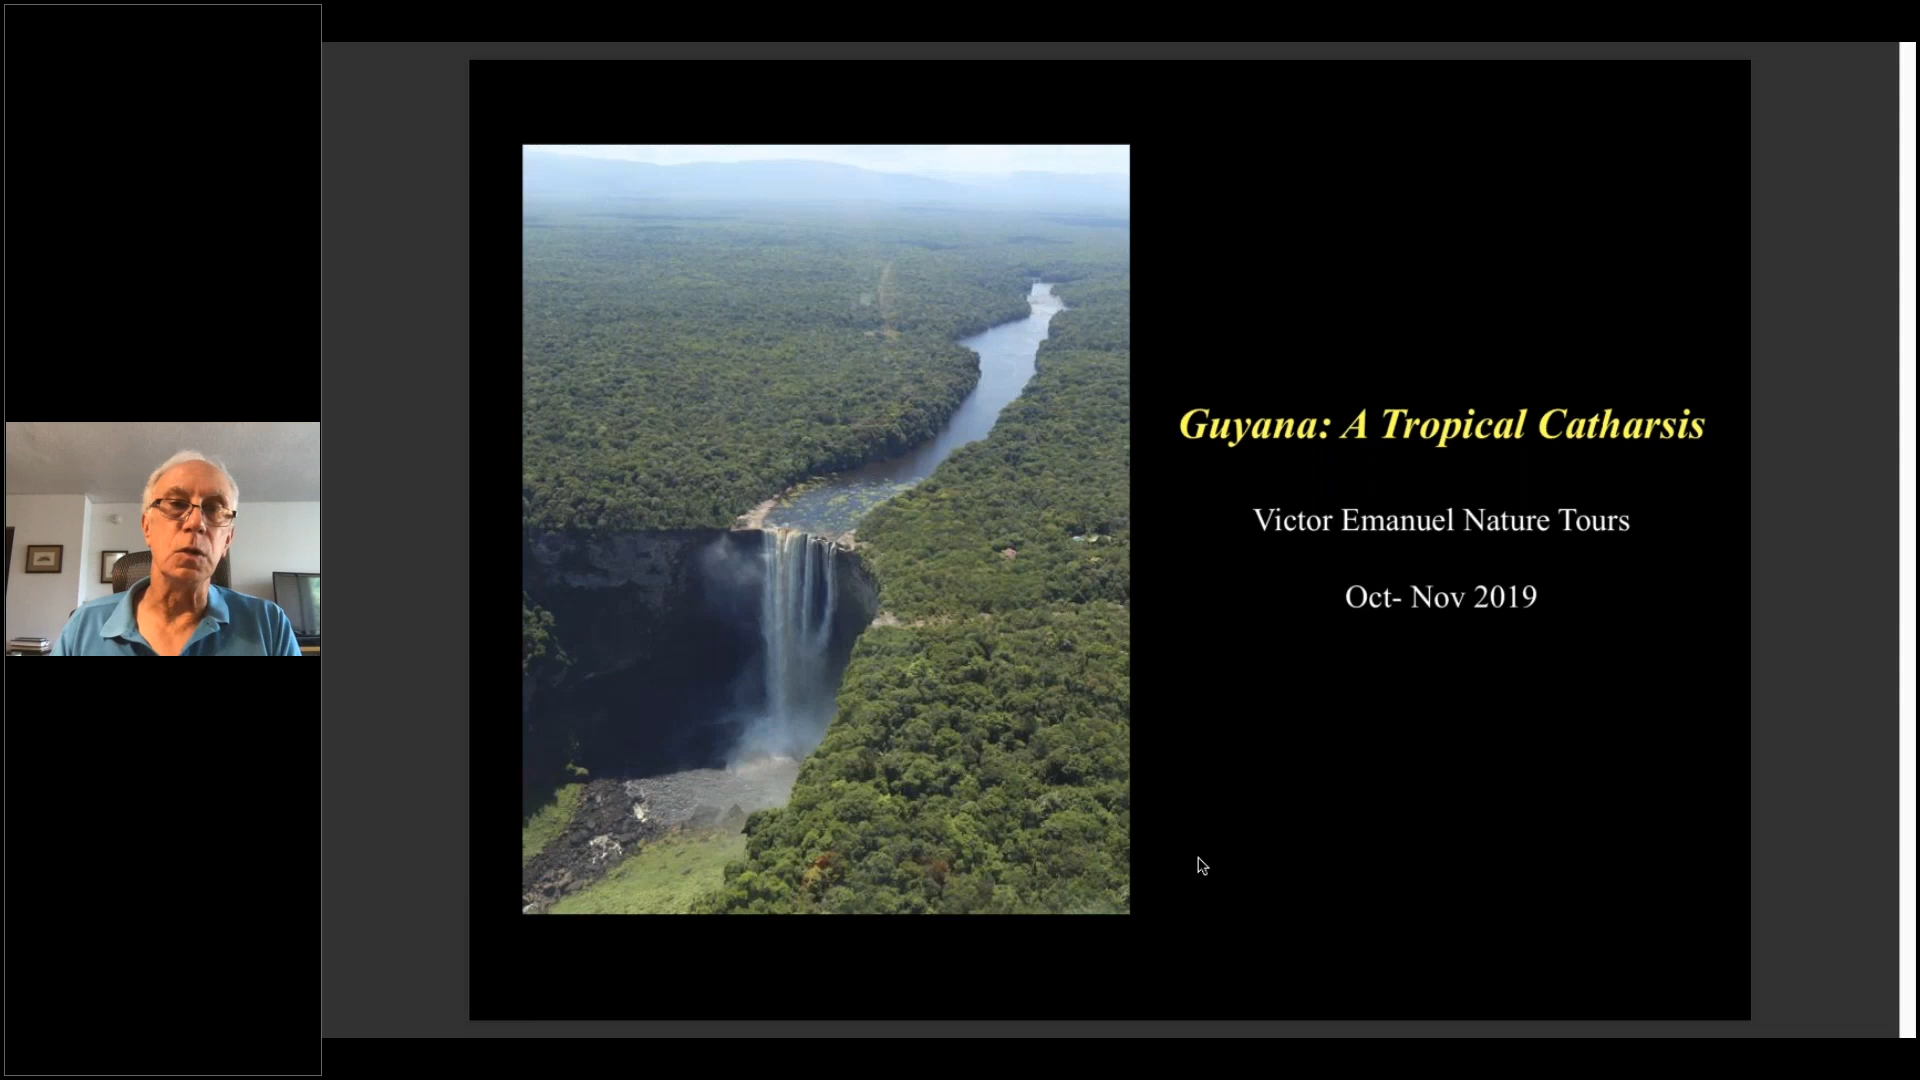 Guyana: A Tropical Catharsis
Victor Emanuel Nature Tours
Oct- Nov 2019